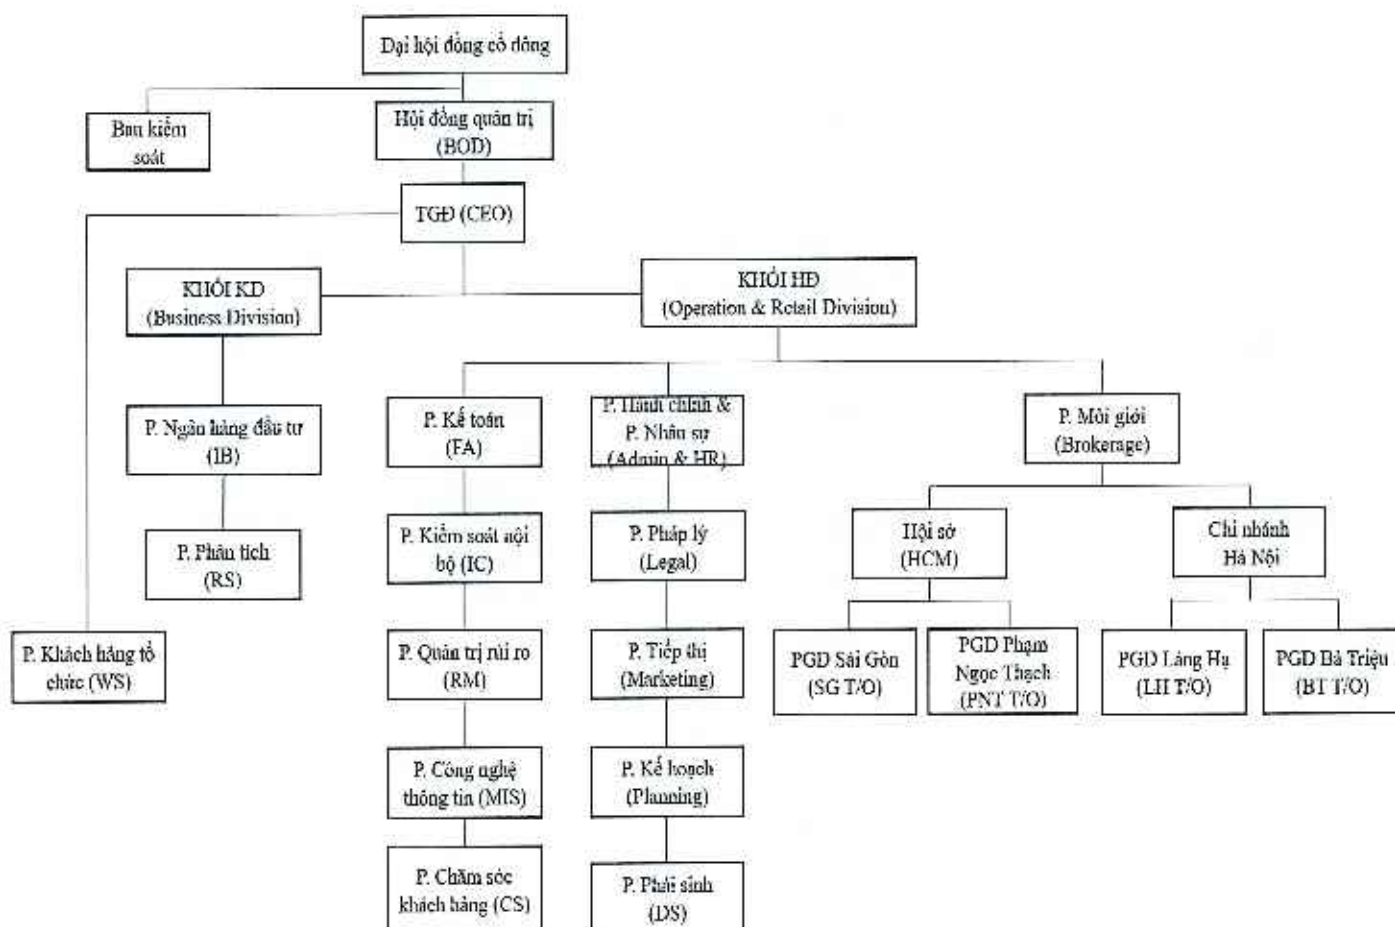 Đại hội đồng cổ đông
Ban kiểm
soát
Hội đồng quản trị
(BOD)
TGĐ (CEO)
KHỐI KD
(Business Division)
KHỐI HĐ
(Operation & Retail Division)
P. Ngân hàng đầu tư
(IB)
P. Kế toán
(FA)
P. Hành chính &
P. Nhân sự
(Admin & HR)
P. Môi giới
(Brokerage)
P. Phân tích
(RS)
P. Kiểm soát nội
bộ (IC)
P. Pháp lý
(Legal)
Hội sở
(HCM)
Chi nhánh
Hà Nội
P. Khách hàng tổ
chức (WS)
P. Quản trị rủi ro
(RM)
P. Tiếp thị
(Marketing)
PGD Sài Gòn
(SG T/O)
PGD Phạm
Ngọc Thạch
(PNT T/O)
PGD Láng Hạ
(LH T/O)
PGD Bà Triệu
(BT T/O)
P. Công nghệ
thông tin (MIS)
P. Kế hoạch
(Planning)
P. Chăm sóc
khách hàng (CS)
P. Phái sinh
(DS)